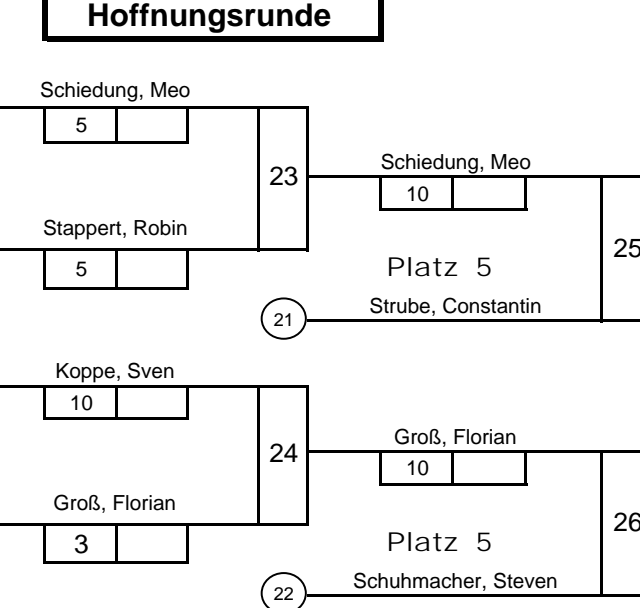 Hoffnungsrunde
Schiedung, Meo
5
23
Schiedung, Meo
10
Stappert, Robin
5
Platz 5
25
Strube, Constantin
21
Koppe, Sven
10
24
Groß, Florian
10
Groß, Florian
3
Platz 5
26
Schuhmacher, Steven
22